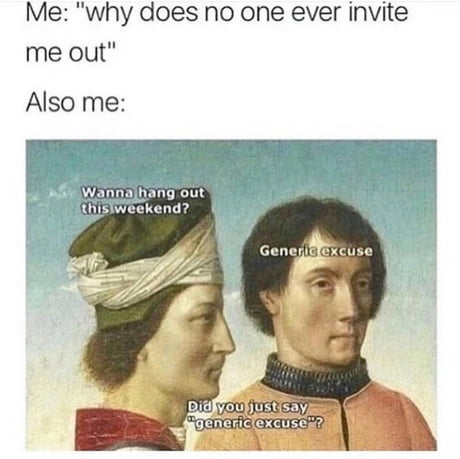 Me: "why does no one ever invite
me out"
Also me:
Wanna hang out
this weekend?
Generic excuse
Did you just say
"generic excuse"?